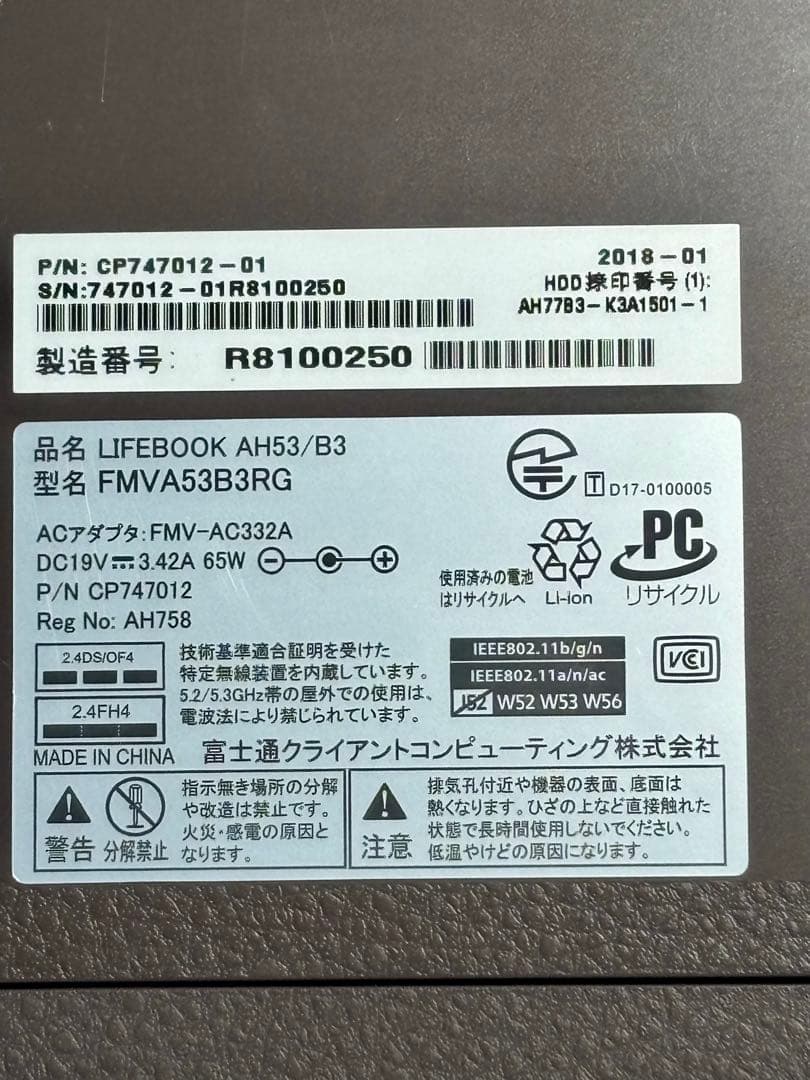 P/N: CP747012-01
S/N:747012-01R8100250
2018-01
HDD捺印番号(1):
AH77B3-K3A1501-1
製造番号: R8100250
品名 LIFEBOOK AH53/B3
型名 FMVA53B3RG
T D17-0100005
ACアダプタ:FMV-AC332A
DC19V⎓3.42A 65W
P/N CP747012
Reg No: AH758
使用済みの電池
はリサイクルへ
Li-ion
PC
リサイクル
2.4DS/OF4
2.4FH4
技術基準適合証明を受けた
特定無線装置を内蔵しています。
5.2/5.3GHz帯の屋外での使用は、
電波法により禁じられています。
IEEE802.11b/g/n
IEEE802.11a/n/ac
J52 W52 W53 W56
VCI
MADE IN CHINA
富士通クライアントコンピューティング株式会社
警告
分解禁止
指示無き場所の分解
や改造は禁止です。
火災・感電の原因と
なります。
注意
排気孔付近や機器の表面、底面は
熱くなります。ひざの上など直接触れた
状態で長時間使用しないでください。
低温やけどの原因になります。